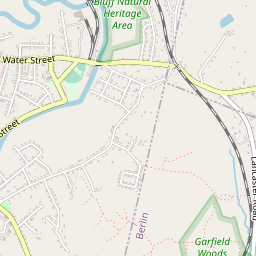 Bluff Natural
Heritage
Area
Water Street
Street
Berlin
Lancaster Road
Garfield
Woods